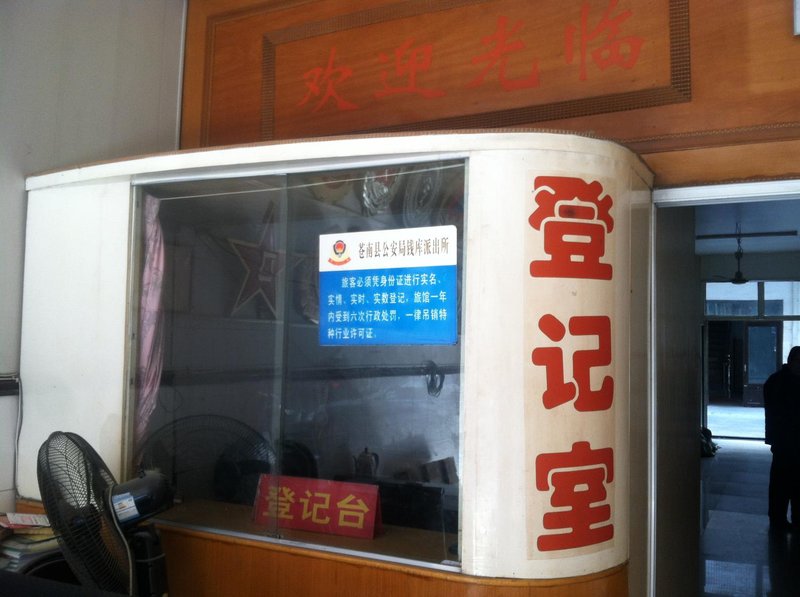 欢迎光临
苍南县公安局钱库派出所
旅客必须凭身份证进行实名、
实情、实时、实数登记，旅馆一年
内受到六次行政处罚，一律吊销特
种行业许可证。
登记室
登记台